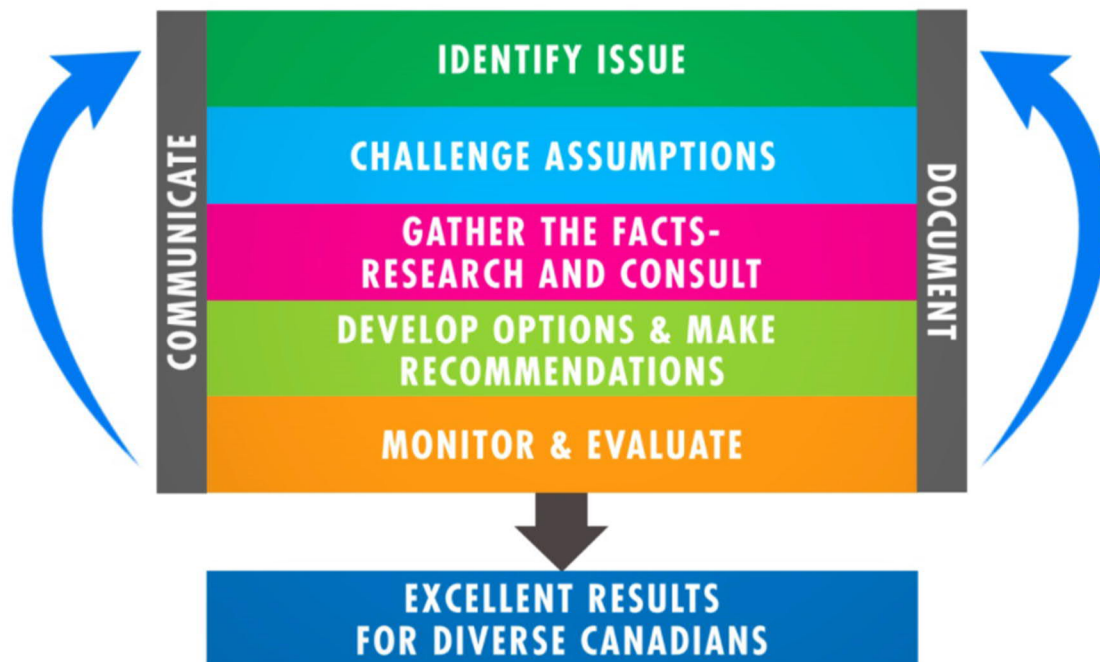 COMMUNICATE
IDENTIFY ISSUE
CHALLENGE ASSUMPTIONS
GATHER THE FACTS-
RESEARCH AND CONSULT
DEVELOP OPTIONS & MAKE
RECOMMENDATIONS
MONITOR & EVALUATE
DOCUMENT
EXCELLENT RESULTS
FOR DIVERSE CANADIANS